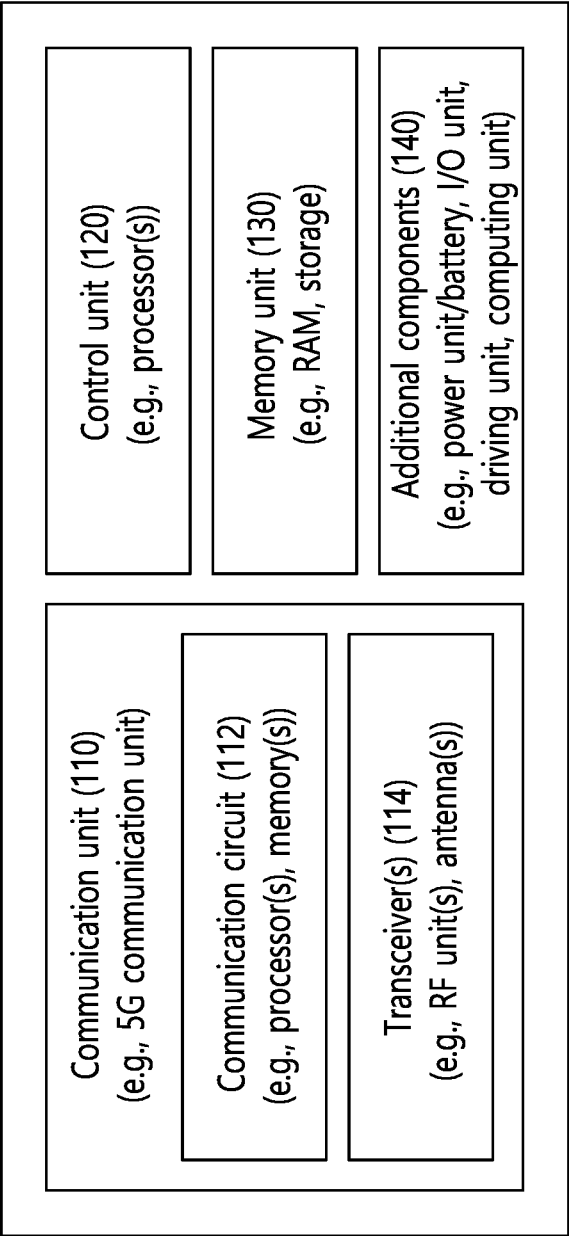 Communication unit (110)
(e.g., 5G communication unit)
Communication circuit (112)
(e.g., processor(s), memory(s))
Transceiver(s) (114)
(e.g., RF unit(s), antenna(s))
Control unit (120)
(e.g., processor(s))
Memory unit (130)
(e.g., RAM, storage)
Additional components (140)
(e.g., power unit/battery, I/O unit,
driving unit, computing unit)